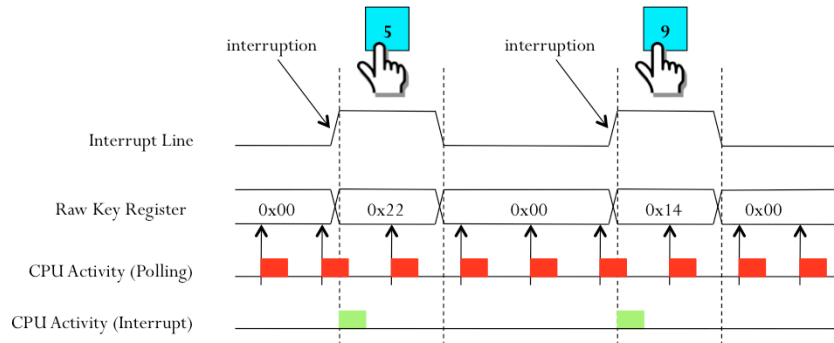 5
9
interruption
interruption
Interrupt Line
Raw Key Register
0x00
0x22
0x00
0x14
0x00
CPU Activity (Polling)
CPU Activity (Interrupt)